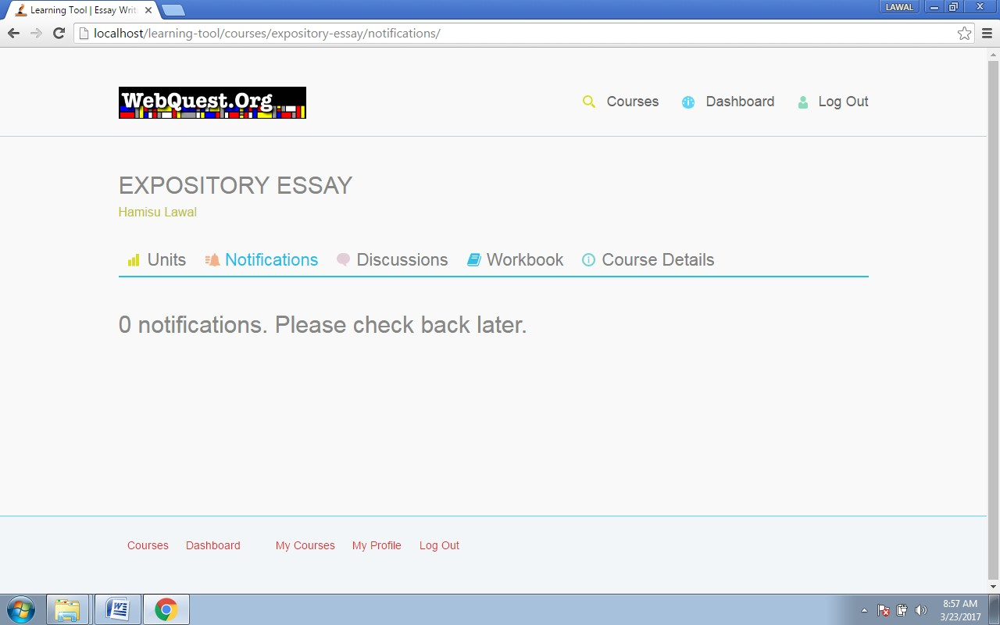 Learning Tool | Essay Writ
LAWAL
localhost/learning-tool/courses/expository-essay/notifications/
WebQuest.Org
Courses Dashboard Log Out
EXPOSITORY ESSAY
Hamisu Lawal
Units Notifications Discussions Workbook Course Details
0 notifications. Please check back later.
Courses Dashboard My Courses My Profile Log Out
8:57 AM
3/23/2017